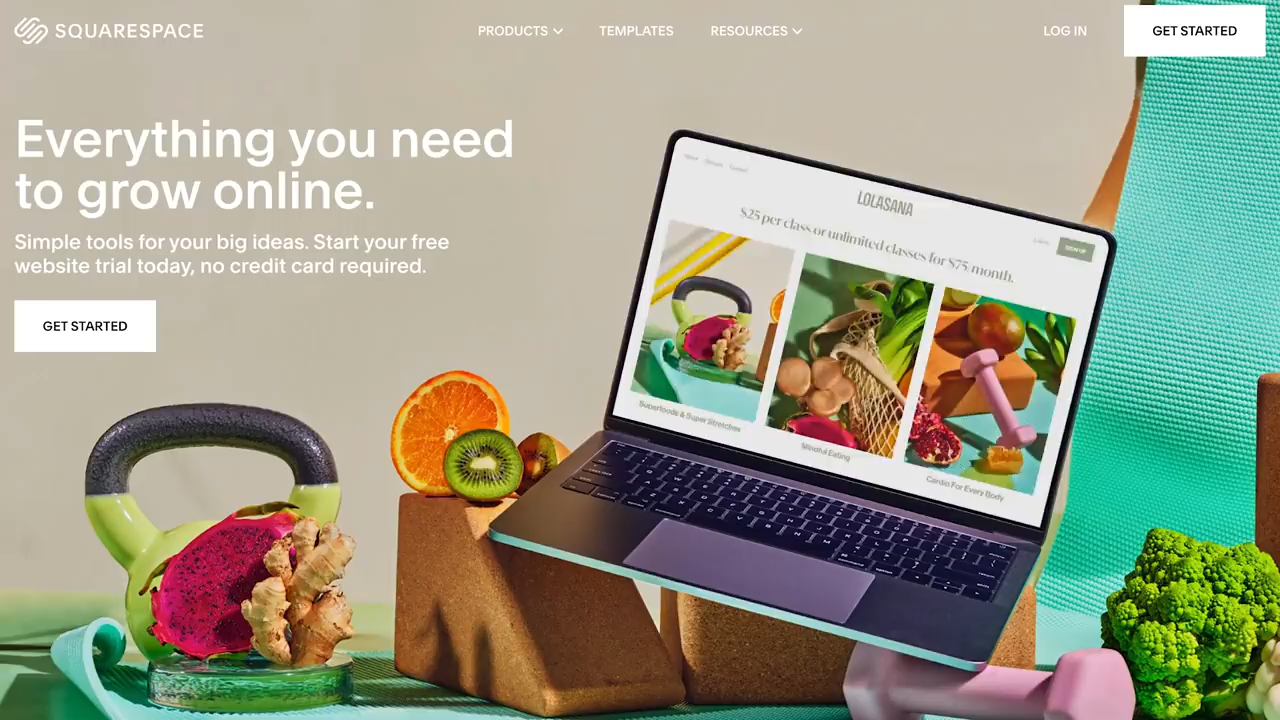 SQUARESPACE
PRODUCTS
TEMPLATES
RESOURCES
LOG IN
GET STARTED
Everything you need
to grow online.
Simple tools for your big ideas. Start your free
website trial today, no credit card required.
GET STARTED
LOLASANA
$25 per class or unlimited classes for $75/month.
SIGN UP
Superfoods & Super Stretches
Mindful Eating
Cardio For Every Body